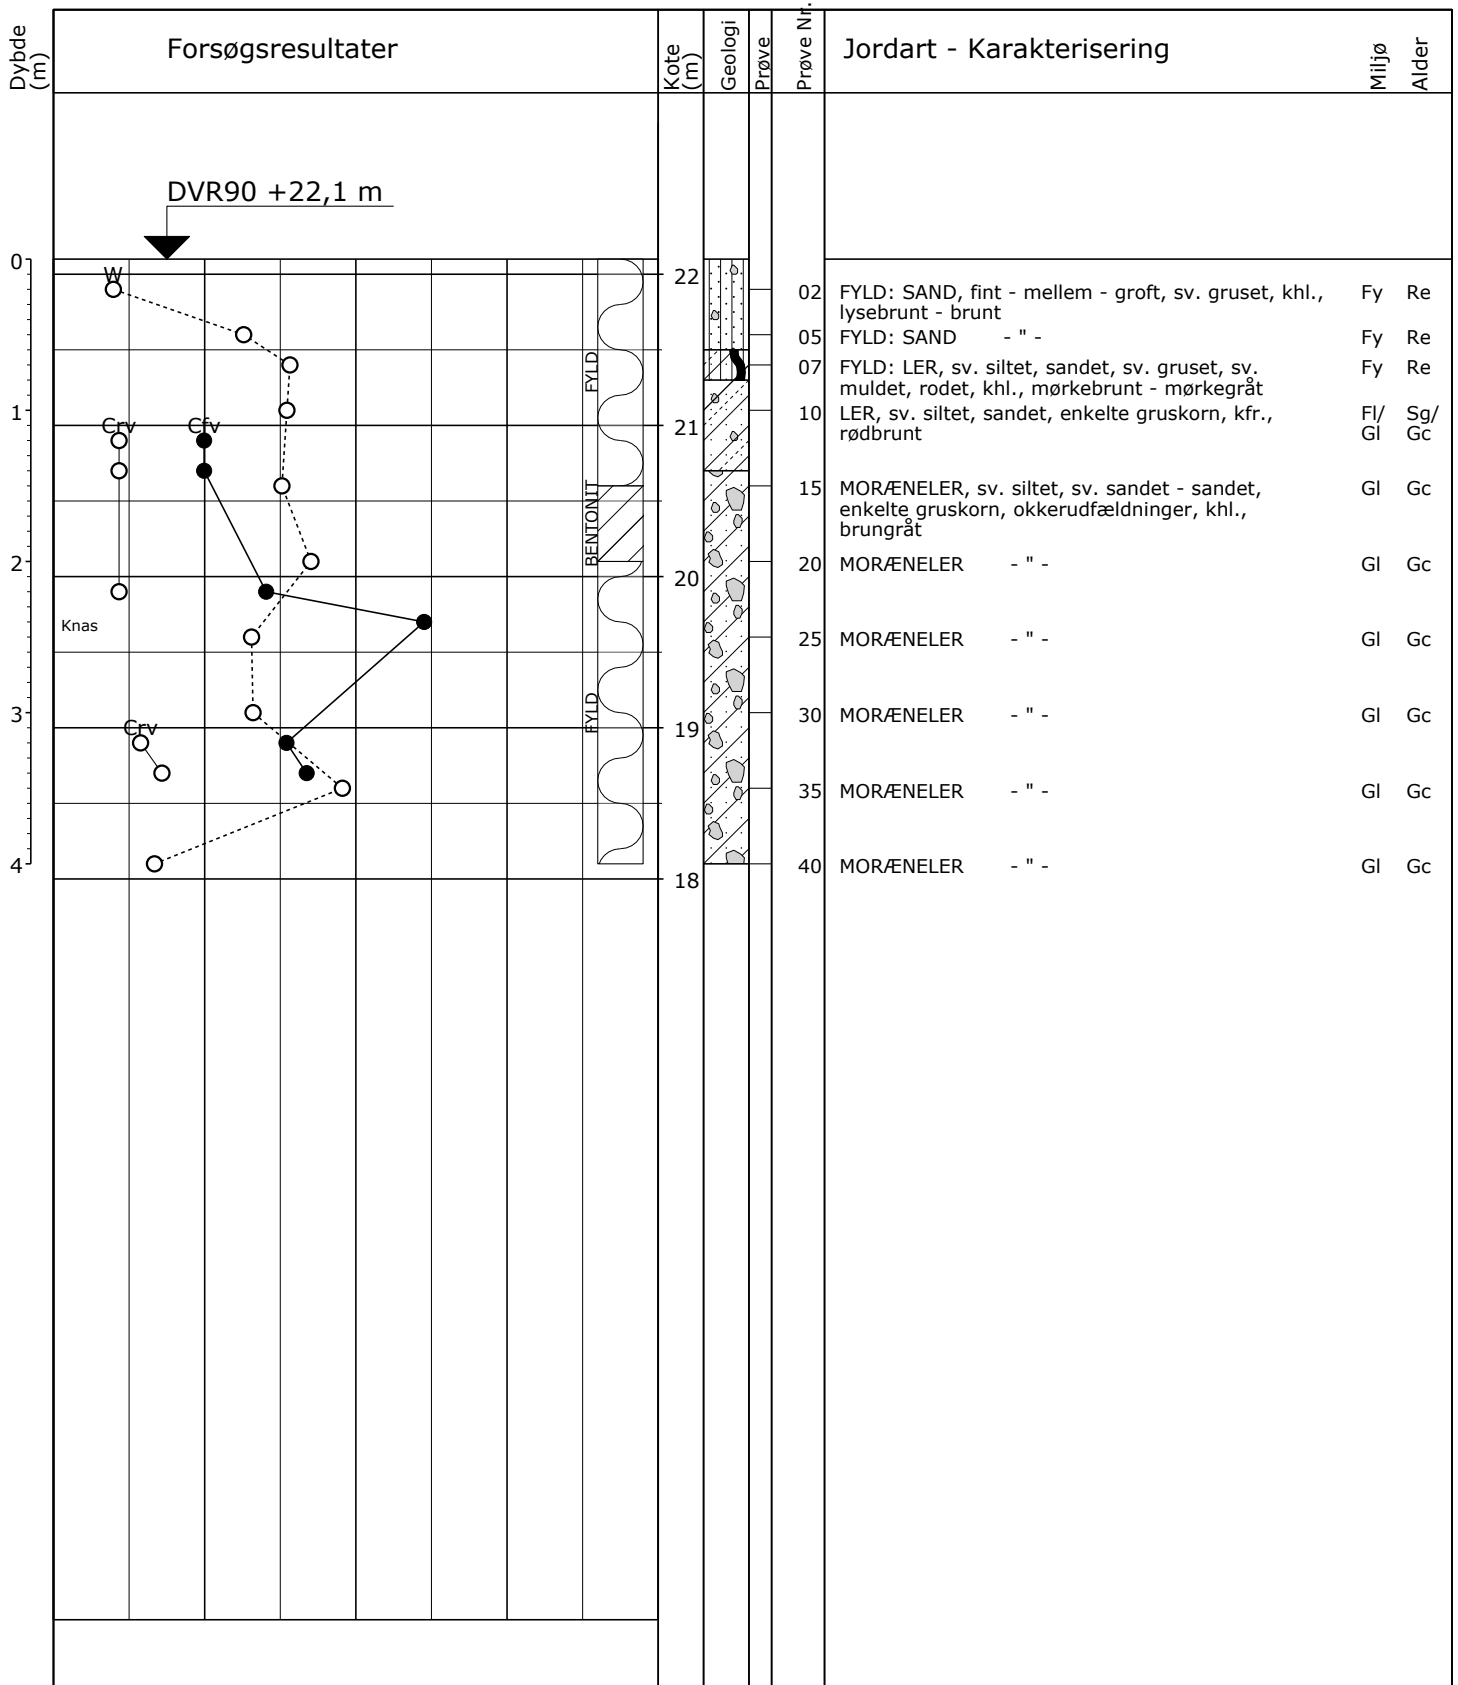 Dybde (m)
Forsøgsresultater
Kote (m)
Geologi
Prøve
Prøve Nr.
Jordart - Karakterisering
Miljø
Alder
DVR90 +22,1 m
0
W
22
02 FYLD: SAND, fint - mellem - groft, sv. gruset, khl., Fy Re
lysebrunt - brunt
05 FYLD: SAND - " - Fy Re
FYLD
07 FYLD: LER, sv. siltet, sandet, sv. gruset, sv. Fy Re
muldet, rodet, khl., mørkebrunt - mørkegråt
1
10 LER, sv. siltet, sandet, enkelte gruskorn, kfr., Fl/ Sg/
Crv Cfv 21 rødbrunt Gl Gc
15 MORÆNELER, sv. siltet, sv. sandet - sandet, Gl Gc
enkelte gruskorn, okkerudfældninger, khl.,
BENTONIT
brungråt
2
20 MORÆNELER - " - Gl Gc
20
Knas
25 MORÆNELER - " - Gl Gc
3
FYLD
30 MORÆNELER - " - Gl Gc
Crv 19
35 MORÆNELER - " - Gl Gc
4
40 MORÆNELER - " - Gl Gc
18